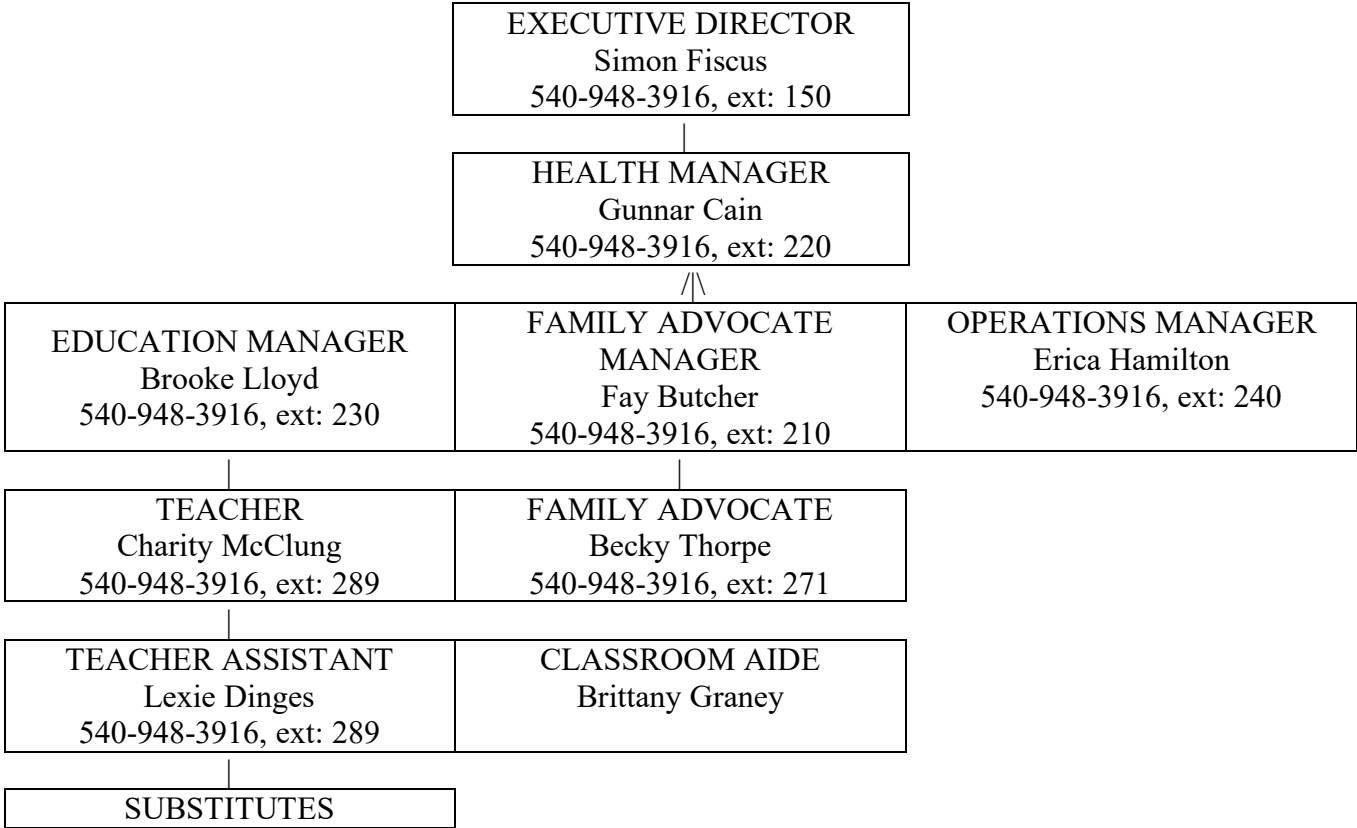 EXECUTIVE DIRECTOR
Simon Fiscus
540-948-3916, ext: 150
HEALTH MANAGER
Gunnar Cain
540-948-3916, ext: 220
EDUCATION MANAGER
Brooke Lloyd
540-948-3916, ext: 230
FAMILY ADVOCATE
MANAGER
Fay Butcher
540-948-3916, ext: 210
OPERATIONS MANAGER
Erica Hamilton
540-948-3916, ext: 240
TEACHER
Charity McClung
540-948-3916, ext: 289
FAMILY ADVOCATE
Becky Thorpe
540-948-3916, ext: 271
TEACHER ASSISTANT
Lexie Dinges
540-948-3916, ext: 289
CLASSROOM AIDE
Brittany Graney
SUBSTITUTES